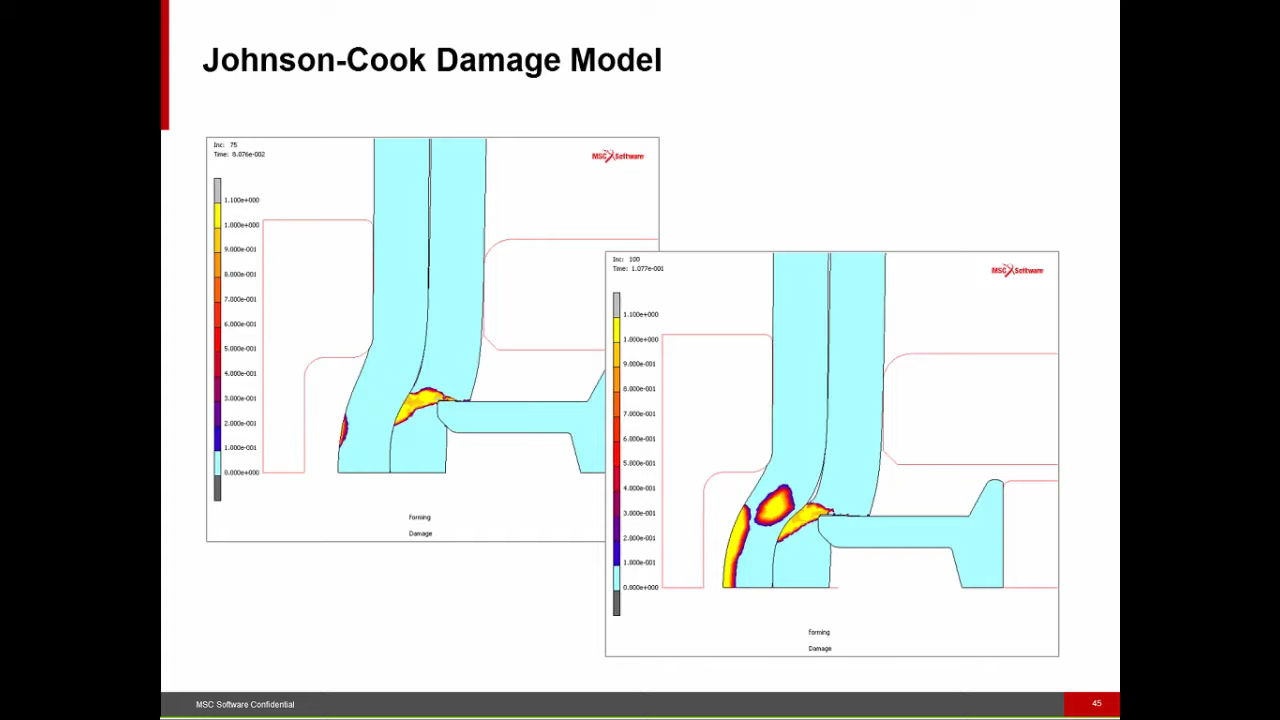 Johnson-Cook Damage Model
Inc: 75
Time: 8.076e-002
MSC Software
1.100e+000
1.000e+000
9.000e-001
8.000e-001
7.000e-001
6.000e-001
5.000e-001
4.000e-001
3.000e-001
2.000e-001
1.000e-001
0.000e+000
forming
Damage
Inc: 100
Time: 1.077e-001
MSC Software
1.100e+000
1.000e+000
9.000e-001
8.000e-001
7.000e-001
6.000e-001
5.000e-001
4.000e-001
3.000e-001
2.000e-001
1.000e-001
0.000e+000
forming
Damage
MSC Software Confidential
45